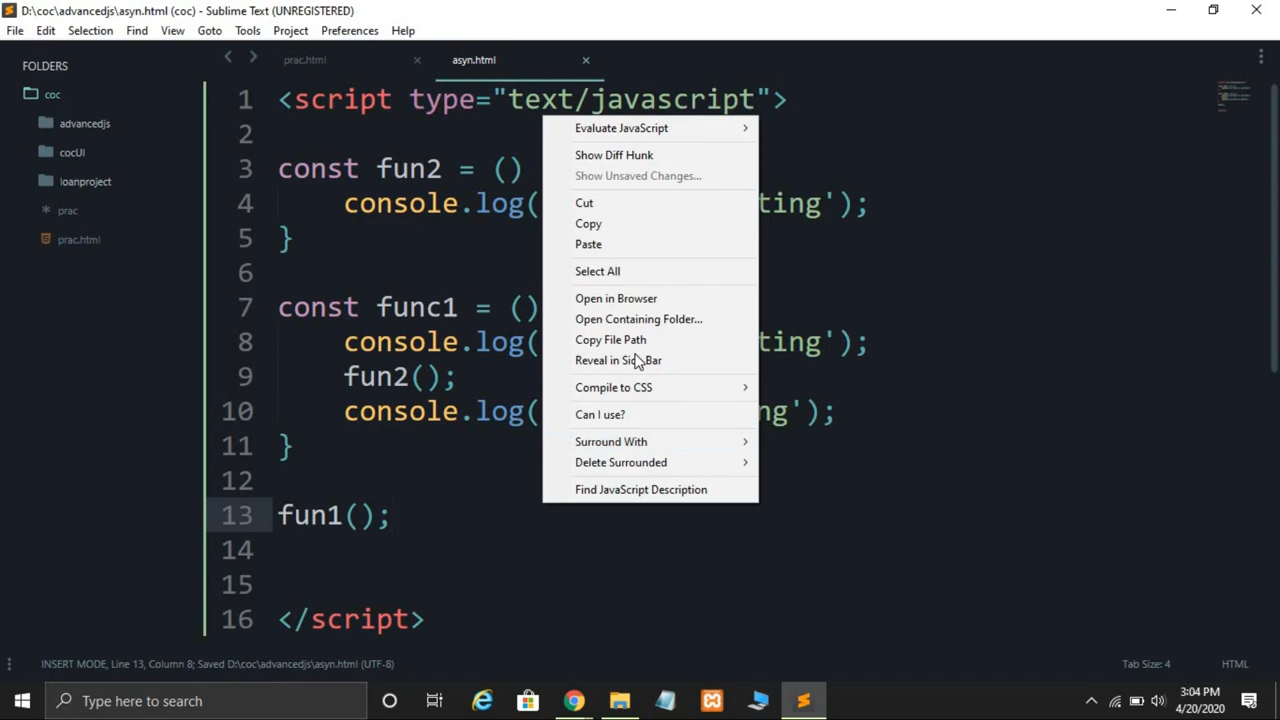 D:\coc\advancedjs\asyn.html (coc) - Sublime Text (UNREGISTERED)
File Edit Selection Find View Goto Tools Project Preferences Help
FOLDERS
coc
advancedjs
cocUI
loanproject
prac
prac.html
prac.html
asyn.html
1 <script type="text/javascript">
2
3 const fun2 = ()
4 console.log( ting');
5 }
6
7 const func1 = ()
8 console.log( ting');
9 fun2();
10 console.log( ng');
11 }
12
13 fun1();
14
15
16 </script>
Evaluate JavaScript
Show Diff Hunk
Show Unsaved Changes...
Cut
Copy
Paste
Select All
Open in Browser
Open Containing Folder...
Copy File Path
Reveal in Side Bar
Compile to CSS
Can I use?
Surround With
Delete Surrounded
Find JavaScript Description
INSERT MODE, Line 13, Column 8; Saved D:\coc\advancedjs\asyn.html (UTF-8)
Tab Size: 4
HTML
Type here to search
3:04 PM
4/20/2020